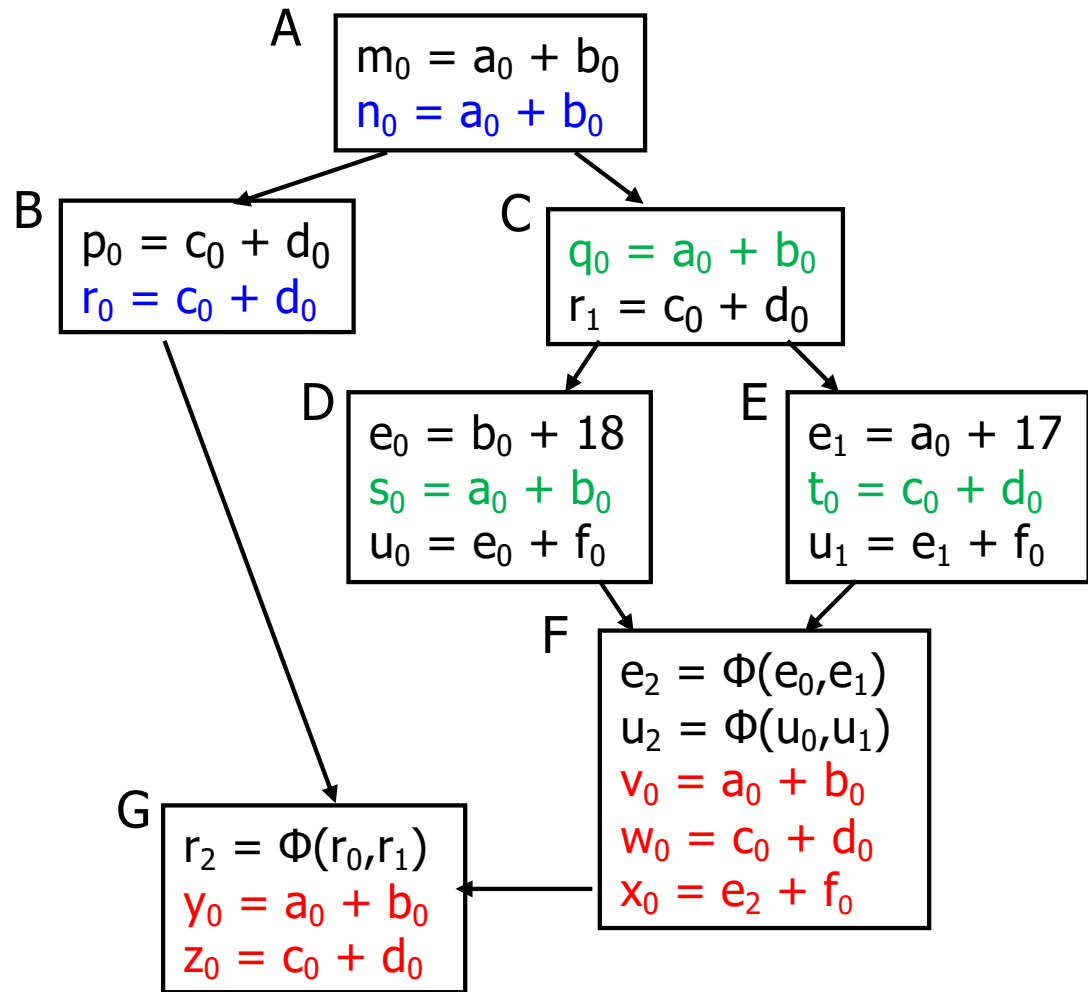 A
m₀ = a₀ + b₀
n₀ = a₀ + b₀
B
p₀ = c₀ + d₀
r₀ = c₀ + d₀
C
q₀ = a₀ + b₀
r₁ = c₀ + d₀
D
e₀ = b₀ + 18
s₀ = a₀ + b₀
u₀ = e₀ + f₀
E
e₁ = a₀ + 17
t₀ = c₀ + d₀
u₁ = e₁ + f₀
F
e₂ = Φ(e₀,e₁)
u₂ = Φ(u₀,u₁)
v₀ = a₀ + b₀
w₀ = c₀ + d₀
x₀ = e₂ + f₀
G
r₂ = Φ(r₀,r₁)
y₀ = a₀ + b₀
z₀ = c₀ + d₀